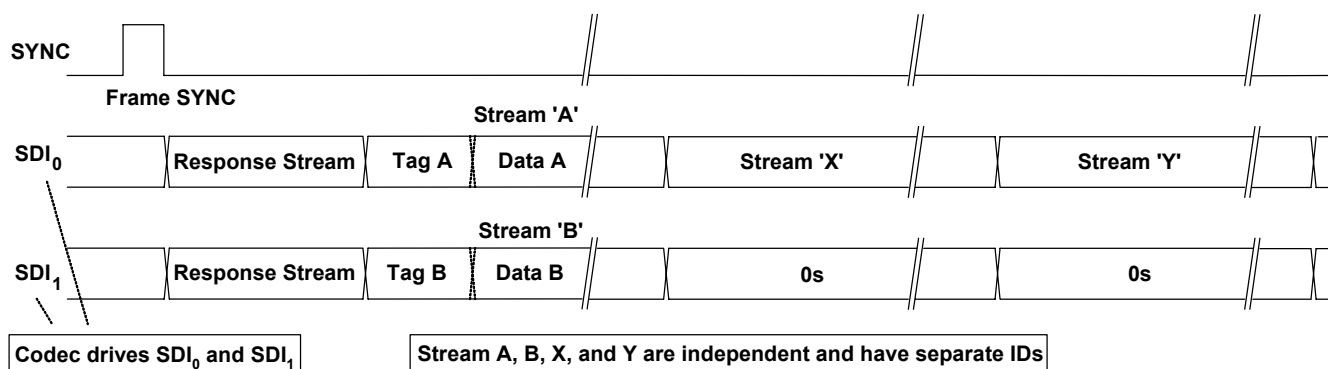 SYNC
Frame SYNC
Stream 'A'
SDI0 Response Stream Tag A Data A Stream 'X' Stream 'Y'
Stream 'B'
SDI1 Response Stream Tag B Data B 0s 0s
Codec drives SDI0 and SDI1
Stream A, B, X, and Y are independent and have separate IDs